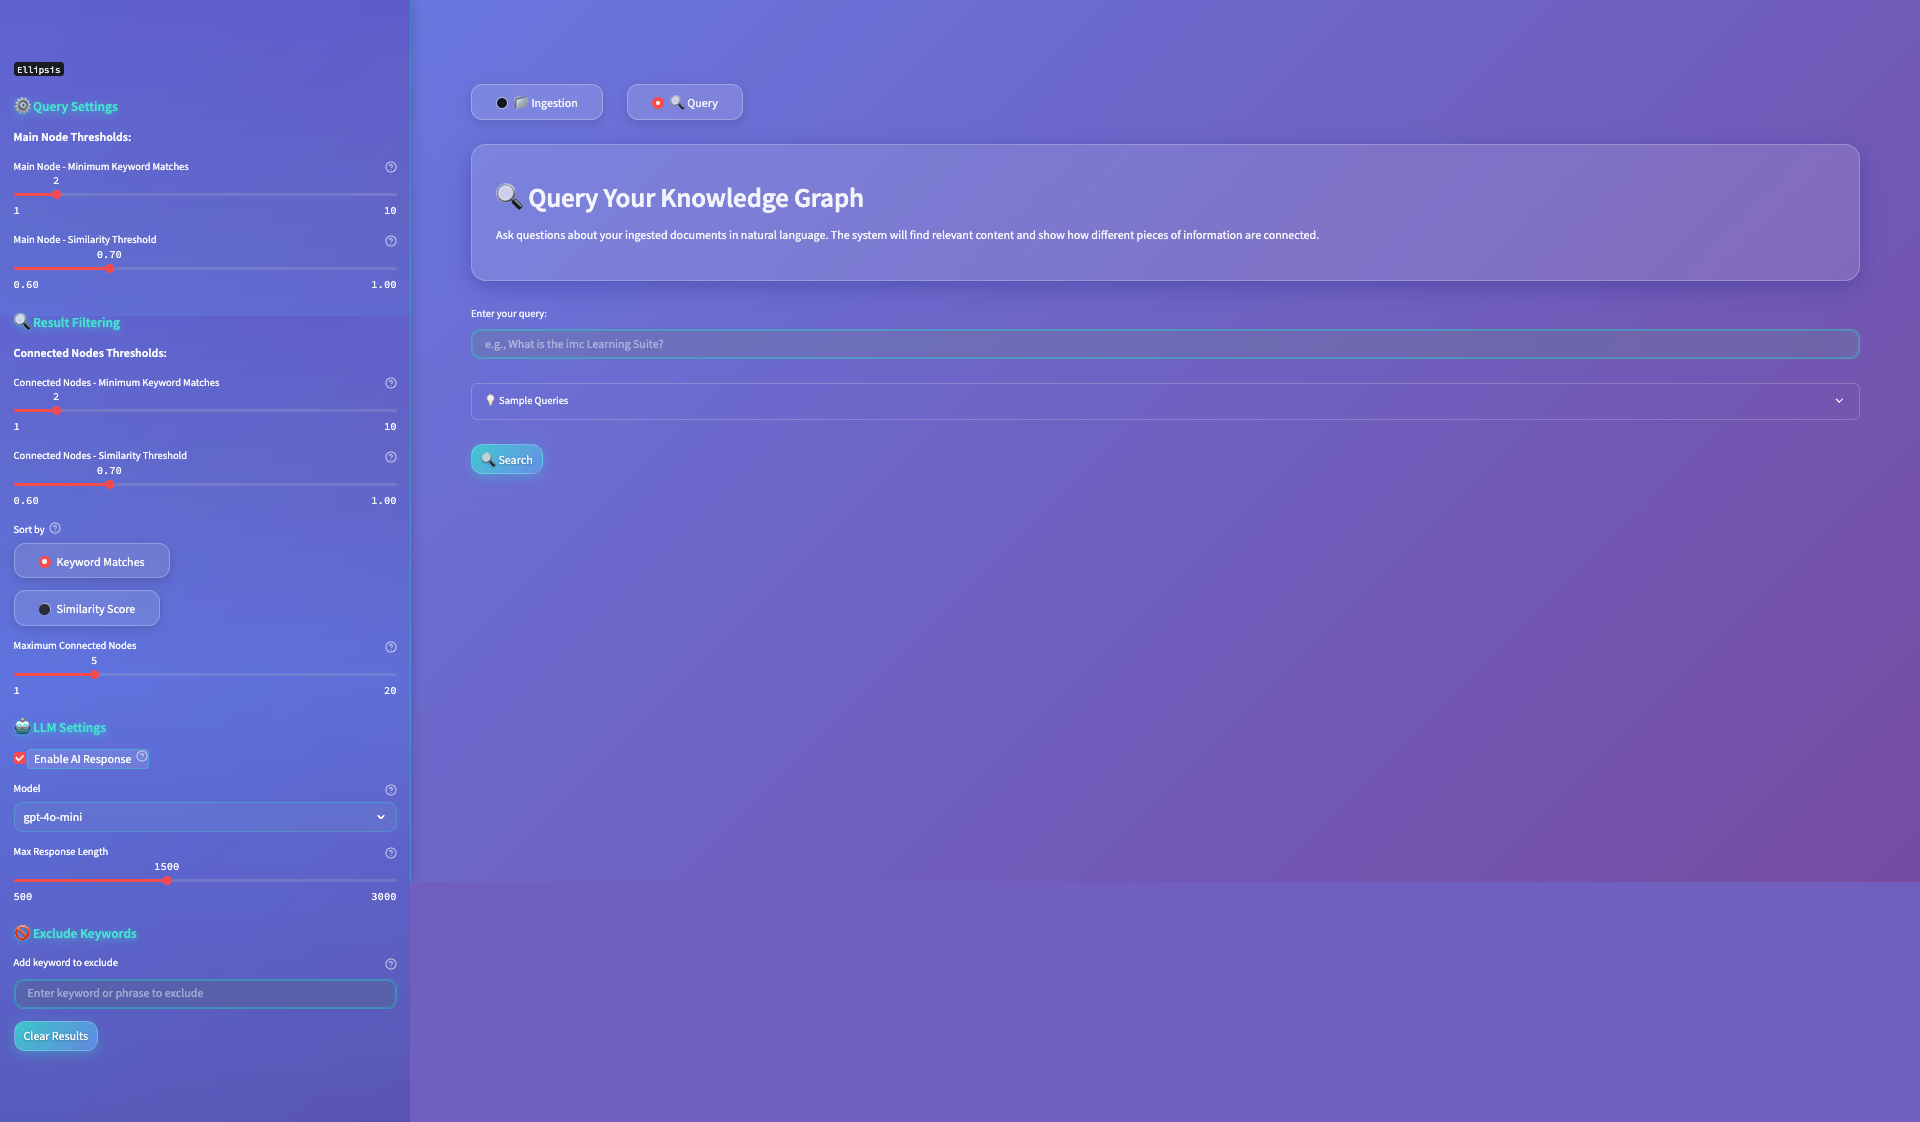 Ellipsis
Query Settings
Main Node Thresholds:
Main Node - Minimum Keyword Matches
2
1 10
Main Node - Similarity Threshold
0.70
0.60 1.00
Result Filtering
Connected Nodes Thresholds:
Connected Nodes - Minimum Keyword Matches
2
1 10
Connected Nodes - Similarity Threshold
0.70
0.60 1.00
Sort by
Keyword Matches
Similarity Score
Maximum Connected Nodes
5
1 20
LLM Settings
Enable AI Response
Model
gpt-4o-mini
Max Response Length
1500
500 3000
Exclude Keywords
Add keyword to exclude
Enter keyword or phrase to exclude
Clear Results
Ingestion Query
Query Your Knowledge Graph
Ask questions about your ingested documents in natural language. The system will find relevant content and show how different pieces of information are connected.
Enter your query:
e.g., What is the imc Learning Suite?
Sample Queries
Search